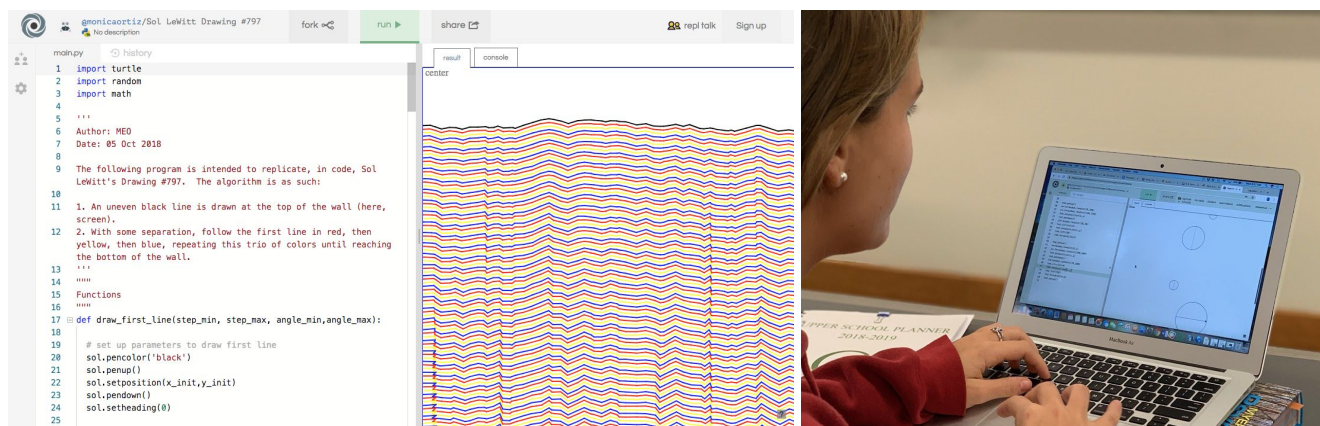 @monicaortiz/Sol LeWitt Drawing #797
No description
fork
run
share
repl talk
Sign up
main.py
history
1 import turtle
2 import random
3 import math
4
5 '''
6 Author: MEO
7 Date: 05 Oct 2018
8
9 The following program is intended to replicate, in code, Sol
LeWitt's Drawing #797.  The algorithm is as such:
10
11 1. An uneven black line is drawn at the top of the wall (here,
screen).
12 2. With some separation, follow the first line in red, then
yellow, then blue, repeating this trio of colors until reaching
the bottom of the wall.
13 '''
14 """
15 Functions
16 """
17 def draw_first_line(step_min, step_max, angle_min,angle_max):
18
19 # set up parameters to draw first line
20 sol.pencolor('black')
21 sol.penup()
22 sol.setposition(x_init,y_init)
23 sol.pendown()
24 sol.setheading(0)
25
result
console
center
?
UPPER SCHOOL PLANNER
2018-2019
MacBook Air